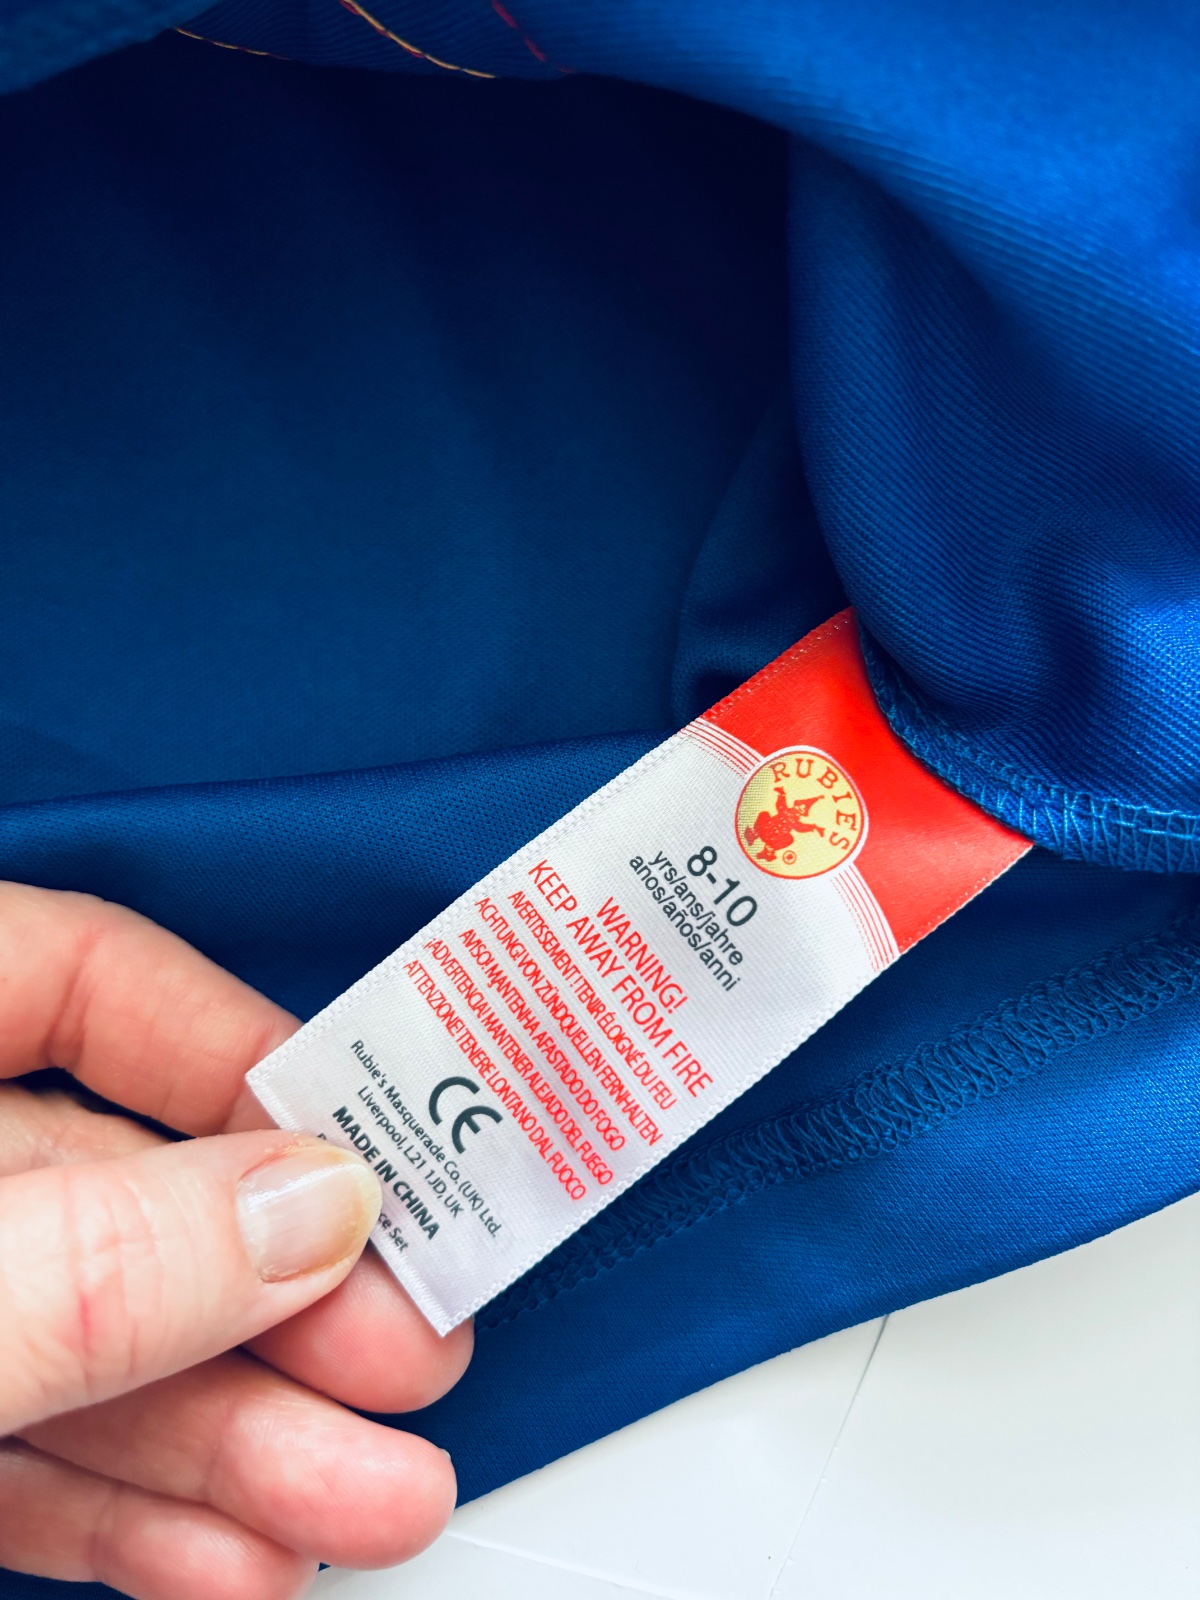 RUBIES
®
8-10
yrs/ans/jahre
anos/años/anni
WARNING!
KEEP AWAY FROM FIRE
AVERTISSEMENT! TENIR ÉLOIGNÉ DU FEU
ACHTUNG! VON ZÜNDQUELLEN FERNHALTEN
AVISO! MANTENHA AFASTADO DO FOGO
¡ADVERTENCIA! MANTENER ALEJADO DEL FUEGO
ATTENZIONE! TENERE LONTANO DAL FUOCO
CE
Rubie's Masquerade Co. (UK) Ltd.
Liverpool, L21 1JD, UK
MADE IN CHINA
Set